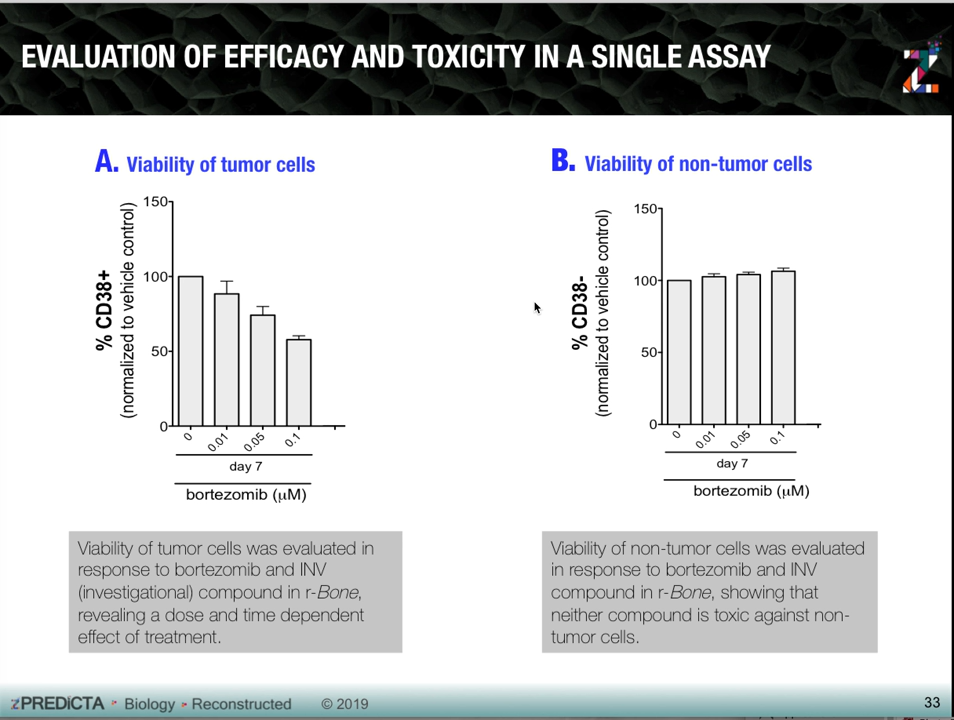 EVALUATION OF EFFICACY AND TOXICITY IN A SINGLE ASSAY
A. Viability of tumor cells
% CD38+
(normalized to vehicle control)
150
100
50
0
0
0.01
0.05
0.1
day 7
bortezomib (µM)
Viability of tumor cells was evaluated in
response to bortezomib and INV
(investigational) compound in r-Bone,
revealing a dose and time dependent
effect of treatment.
B. Viability of non-tumor cells
% CD38-
(normalized to vehicle control)
150
100
50
0
0
0.01
0.05
0.1
day 7
bortezomib (µM)
Viability of non-tumor cells was evaluated
in response to bortezomib and INV
compound in r-Bone, showing that
neither compound is toxic against non-
tumor cells.
zPREDICTA Biology Reconstructed © 2019
33